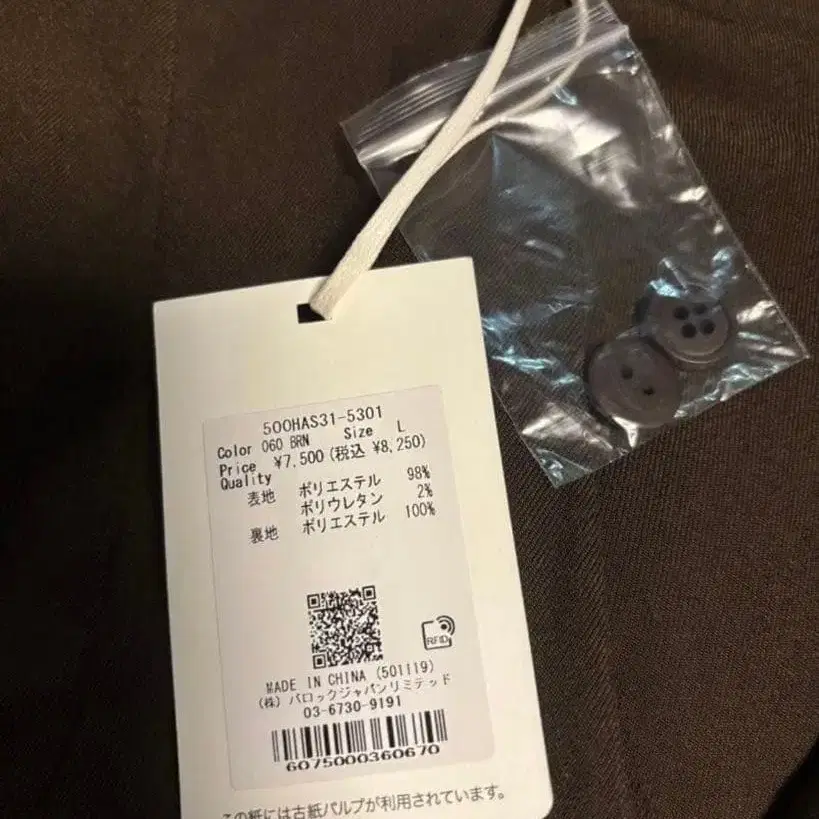 500HAS31-5301
Color 060 BRN Size L
Price ¥7,500(税込 ¥8,250)
Quality
表地 ポリエステル 98%
ポリウレタン 2%
裏地 ポリエステル 100%
RFID
MADE IN CHINA (501119)
(株) バロックジャパンリミテッド
03-6730-9191
6075000360670
この紙には古紙パルプが利用されています。